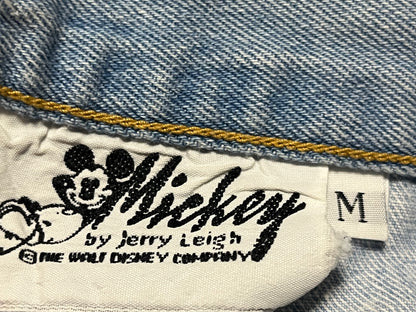 Mickey
by Jerry Leigh
© THE WALT DISNEY COMPANY
M